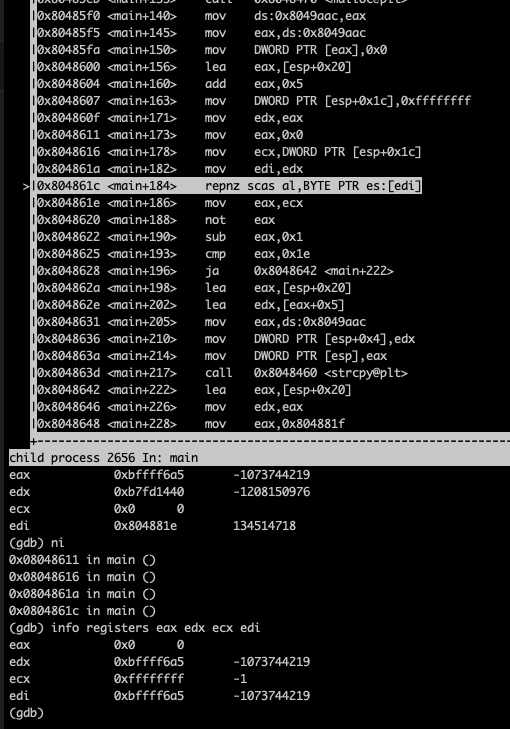 0x80485f0 <main+140> mov ds:0x8049aac,eax
0x80485f5 <main+145> mov eax,ds:0x8049aac
0x80485fa <main+150> mov DWORD PTR [eax],0x0
0x8048600 <main+156> lea eax,[esp+0x20]
0x8048604 <main+160> add eax,0x5
0x8048607 <main+163> mov DWORD PTR [esp+0x1c],0xffffffff
0x804860f <main+171> mov edx,eax
0x8048611 <main+173> mov eax,0x0
0x8048616 <main+178> mov ecx,DWORD PTR [esp+0x1c]
0x804861a <main+182> mov edi,edx
>|0x804861c <main+184> repnz scas al,BYTE PTR es:[edi]
0x804861e <main+186> mov eax,ecx
0x8048620 <main+188> not eax
0x8048622 <main+190> sub eax,0x1
0x8048625 <main+193> cmp eax,0x1e
0x8048628 <main+196> ja 0x8048642 <main+222>
0x804862a <main+198> lea eax,[esp+0x20]
0x804862e <main+202> lea edx,[eax+0x5]
0x8048631 <main+205> mov eax,ds:0x8049aac
0x8048636 <main+210> mov DWORD PTR [esp+0x4],edx
0x804863a <main+214> mov DWORD PTR [esp],eax
0x804863d <main+217> call 0x8048460 <strcpy@plt>
0x8048642 <main+222> lea eax,[esp+0x20]
0x8048646 <main+226> mov edx,eax
0x8048648 <main+228> mov eax,0x804881f
child process 2656 In: main
eax 0xbffff6a5 -1073744219
edx 0xb7fd1440 -1208150976
ecx 0x0 0
edi 0x804881e 134514718
(gdb) ni
0x08048611 in main ()
0x08048616 in main ()
0x0804861a in main ()
0x0804861c in main ()
(gdb) info registers eax edx ecx edi
eax 0x0 0
edx 0xbffff6a5 -1073744219
ecx 0xffffffff -1
edi 0xbffff6a5 -1073744219
(gdb)